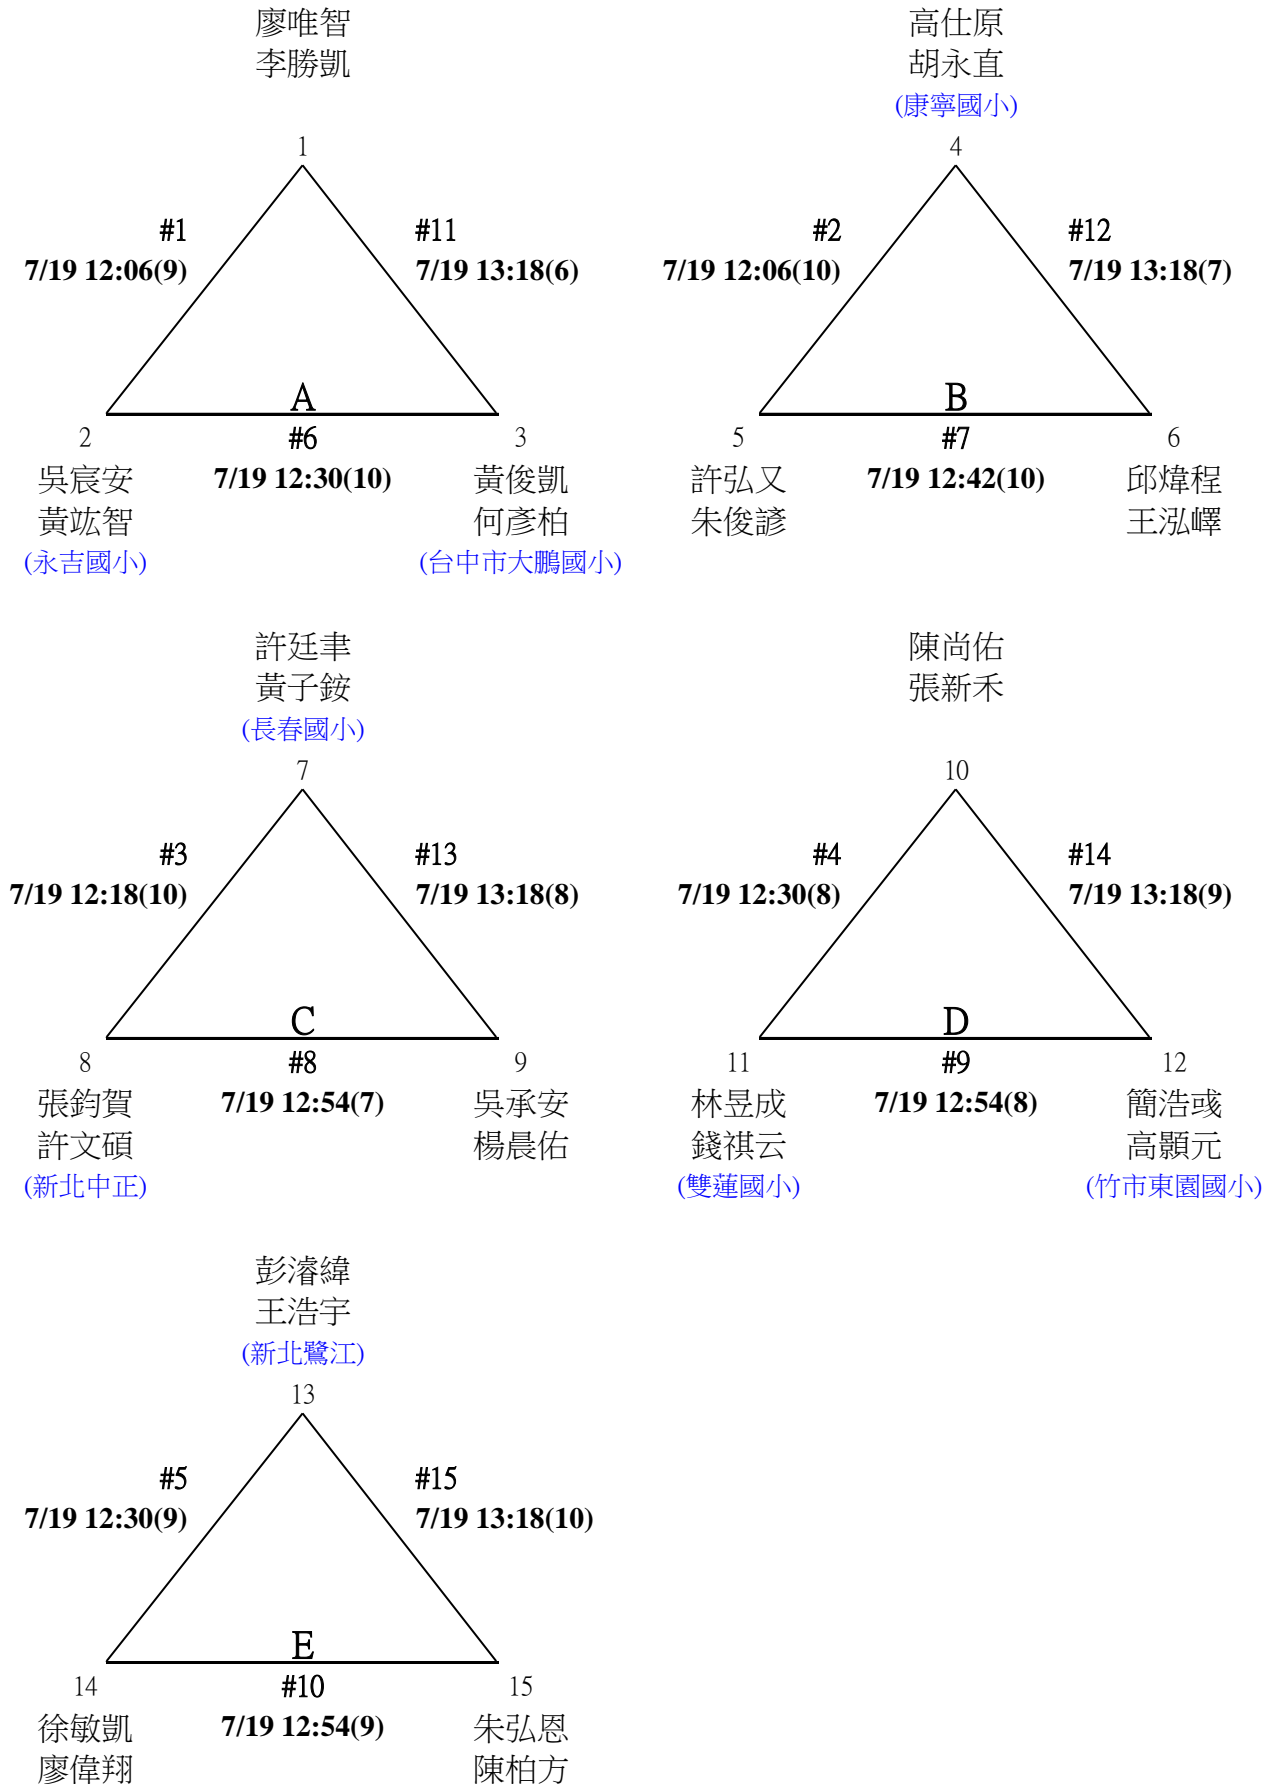 廖唯智
李勝凱
1
#1
7/19 12:06(9)
#11
7/19 13:18(6)
A
2
#6
3
吳宸安
黃竑智
(永吉國小)
7/19 12:30(10)
黃俊凱
何彥柏
(台中市大鵬國小)
高仕原
胡永直
(康寧國小)
4
#2
7/19 12:06(10)
#12
7/19 13:18(7)
B
5
#7
6
許弘又
朱俊諺
7/19 12:42(10)
邱煒程
王泓嶧
許廷聿
黃子銨
(長春國小)
7
#3
7/19 12:18(10)
#13
7/19 13:18(8)
C
8
#8
9
張鈞賀
許文碩
(新北中正)
7/19 12:54(7)
吳承安
楊晨佑
陳尚佑
張新禾
10
#4
7/19 12:30(8)
#14
7/19 13:18(9)
D
11
#9
12
林昱成
錢祺云
(雙蓮國小)
7/19 12:54(8)
簡浩彧
高顥元
(竹市東園國小)
彭濬緯
王浩宇
(新北鷺江)
13
#5
7/19 12:30(9)
#15
7/19 13:18(10)
E
14
#10
15
徐敏凱
廖偉翔
7/19 12:54(9)
朱弘恩
陳柏方